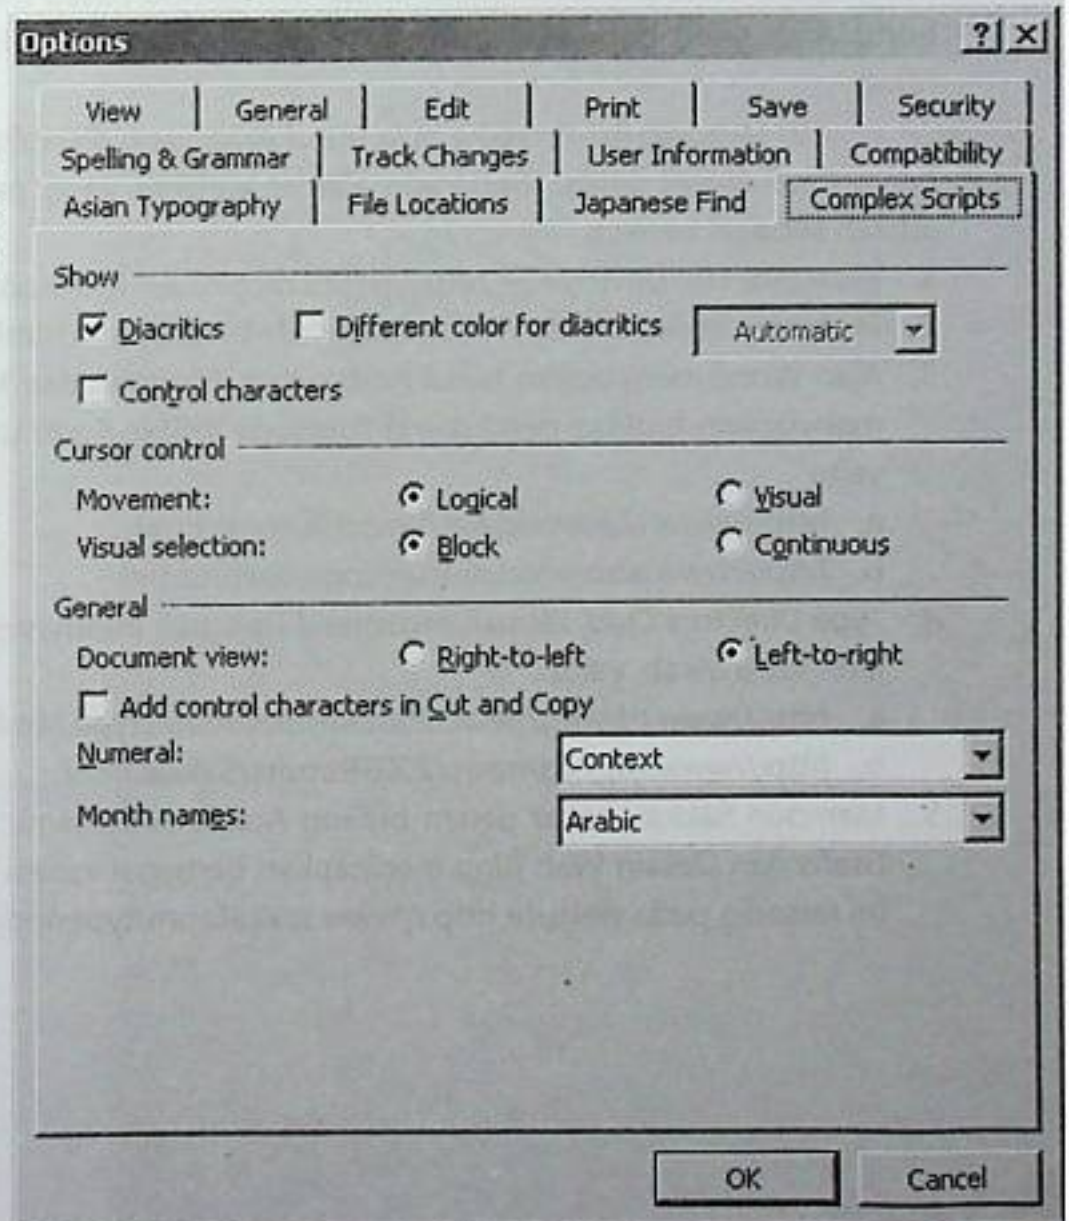 Options
View General Edit Print Save Security
Spelling & Grammar Track Changes User Information Compatibility
Asian Typography File Locations Japanese Find Complex Scripts
Show
Diacritics Different color for diacritics Automatic
Control characters
Cursor control
Movement: Logical Visual
Visual selection: Block Continuous
General
Document view: Right-to-left Left-to-right
Add control characters in Cut and Copy
Numeral: Context
Month names: Arabic
OK Cancel